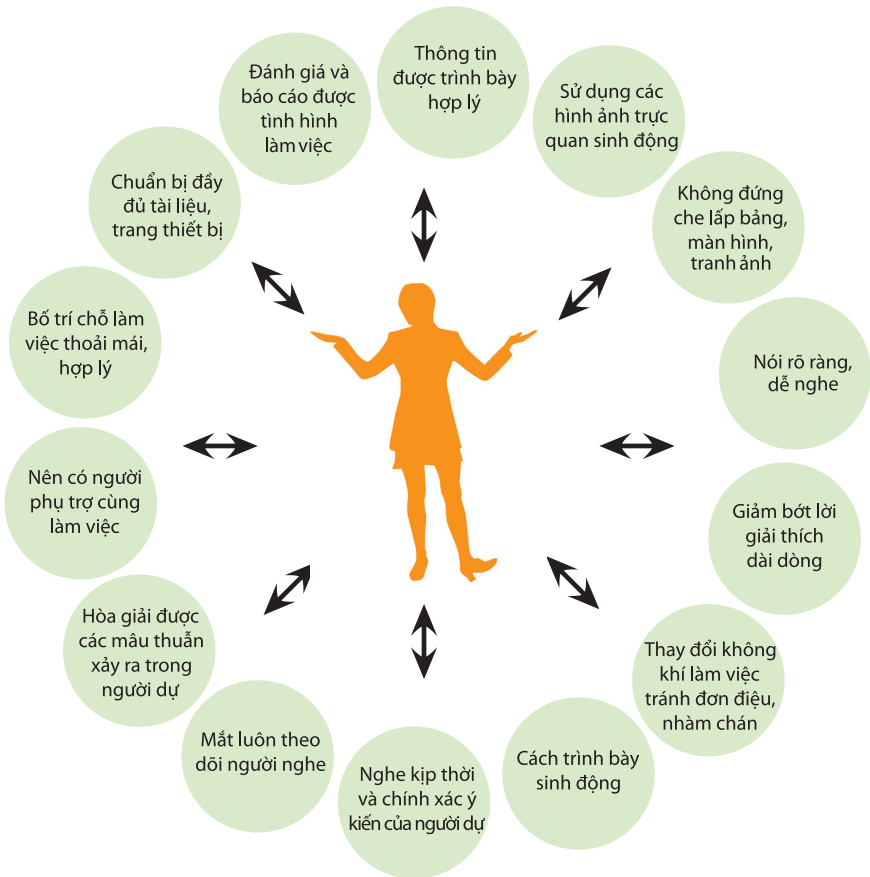 Thông tin
được trình bày
hợp lý
Sử dụng các
hình ảnh trực
quan sinh động
Không đứng
che lấp bảng,
màn hình,
tranh ảnh
Nói rõ ràng,
dễ nghe
Giảm bớt lời
giải thích
dài dòng
Thay đổi không
khí làm việc
tránh đơn điệu,
nhàm chán
Cách trình bày
sinh động
Nghe kịp thời
và chính xác ý
kiến của người dự
Mắt luôn theo
dõi người nghe
Hòa giải được
các mâu thuẫn
xảy ra trong
người dự
Nên có người
phụ trợ cùng
làm việc
Bố trí chỗ làm
việc thoải mái,
hợp lý
Chuẩn bị đầy
đủ tài liệu,
trang thiết bị
Đánh giá và
báo cáo được
tình hình
làm việc